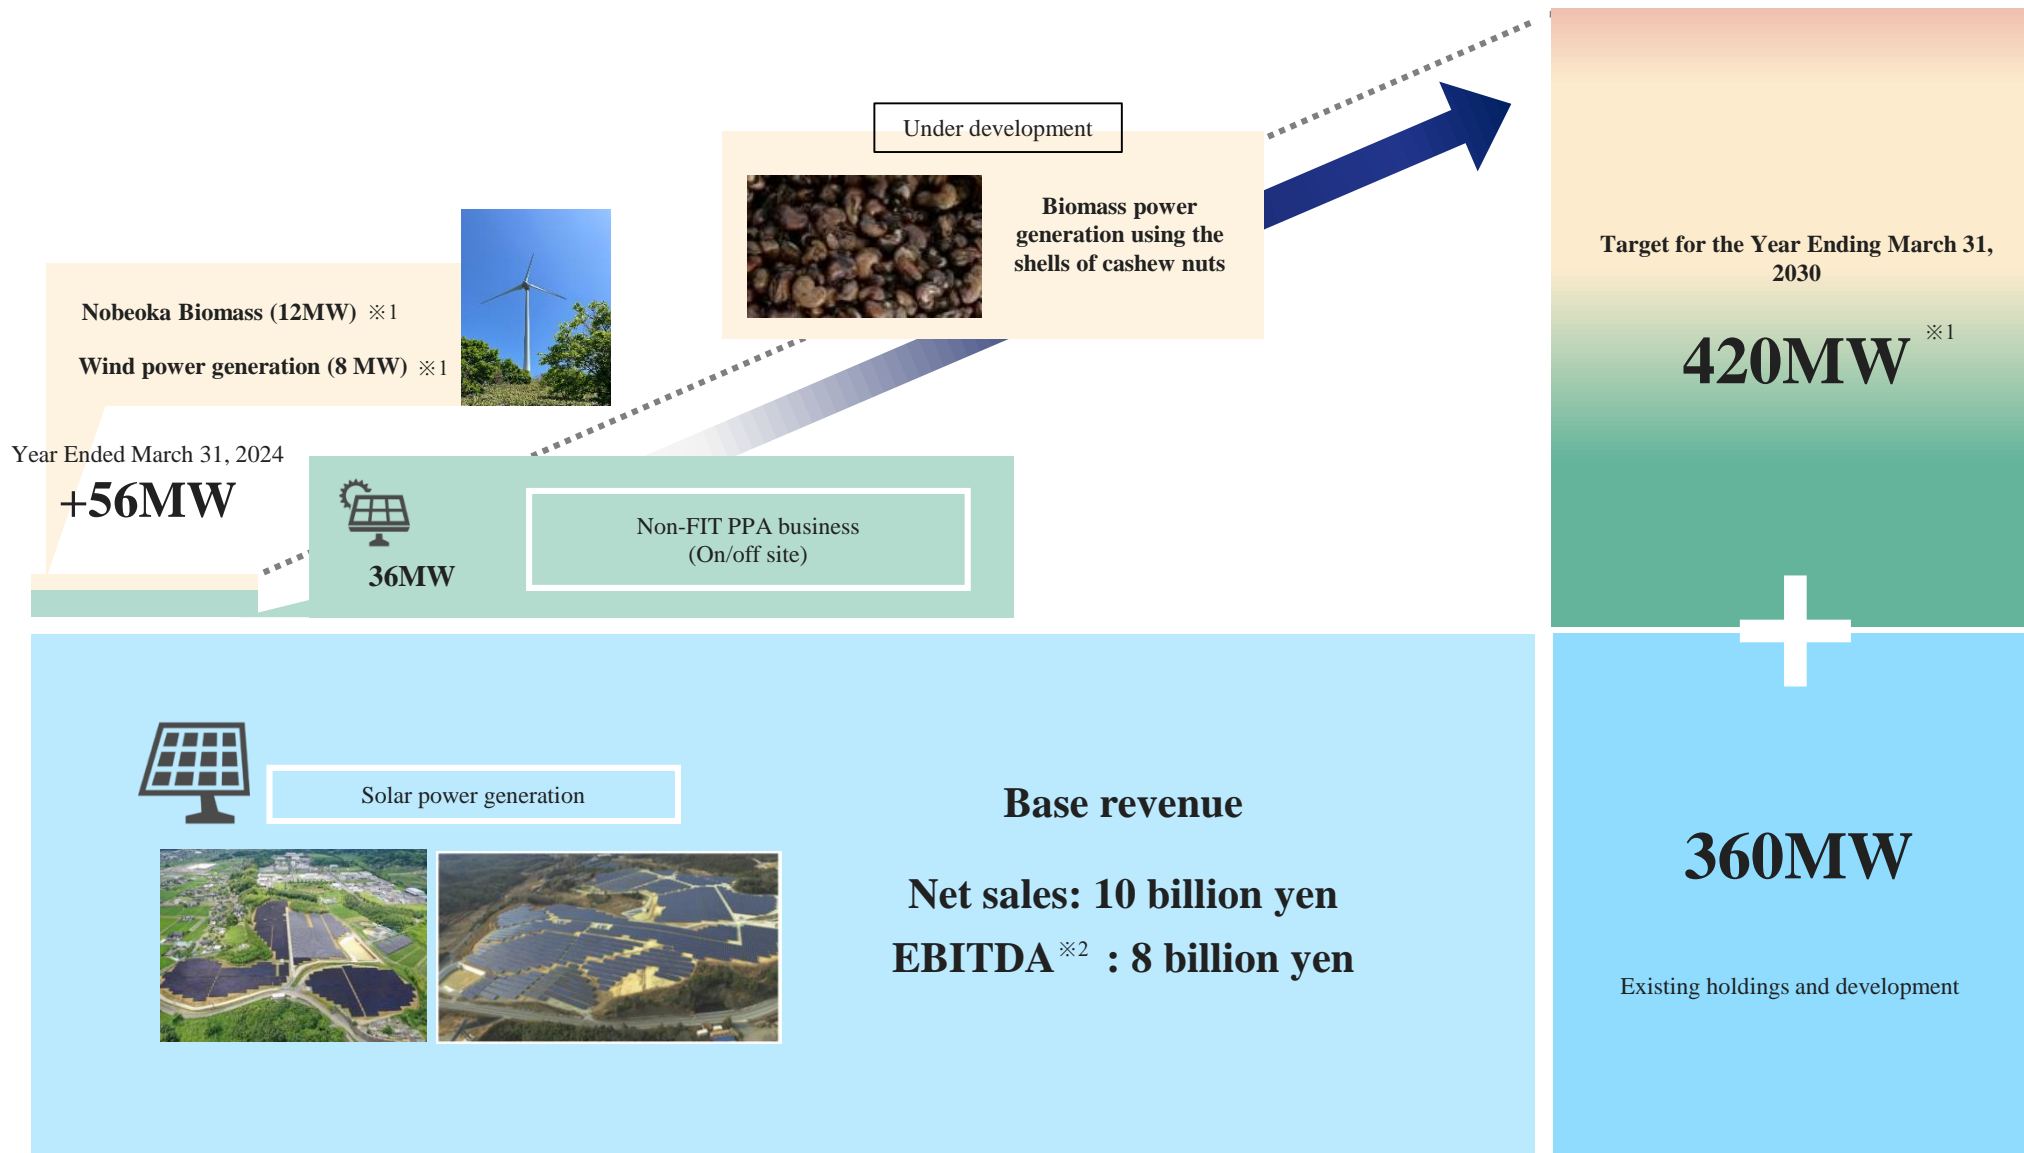 Under development
Biomass power
generation using the
shells of cashew nuts
Nobeoka Biomass (12MW) ※1
Wind power generation (8 MW) ※1
Year Ended March 31, 2024
+56MW
36MW
Non-FIT PPA business
(On/off site)
Target for the Year Ending March 31,
2030
420MW ※1
Solar power generation
Base revenue
Net sales: 10 billion yen
EBITDA※2 : 8 billion yen
360MW
Existing holdings and development